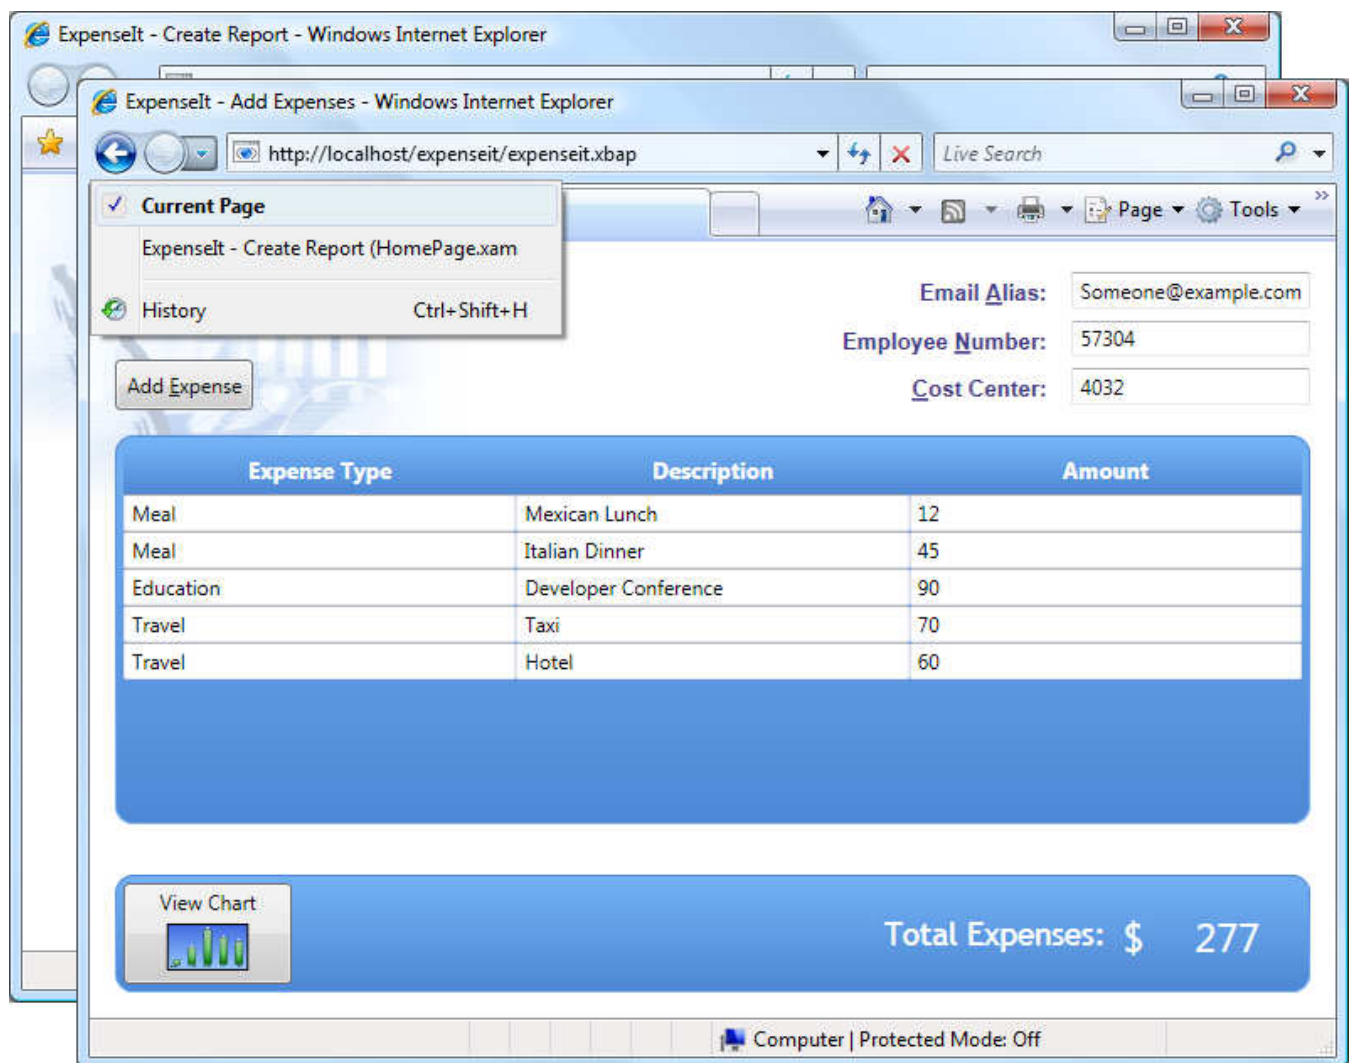 ExpenseIt - Create Report - Windows Internet Explorer
ExpenseIt - Add Expenses - Windows Internet Explorer
http://localhost/expenseit/expenseit.xbap
Live Search
Current Page
ExpenseIt - Create Report (HomePage.xam
History Ctrl+Shift+H
Page Tools
Email Alias: Someone@example.com
Employee Number: 57304
Cost Center: 4032
Add Expense
Expense Type Description Amount
Meal Mexican Lunch 12
Meal Italian Dinner 45
Education Developer Conference 90
Travel Taxi 70
Travel Hotel 60
View Chart
Total Expenses: $ 277
Computer | Protected Mode: Off